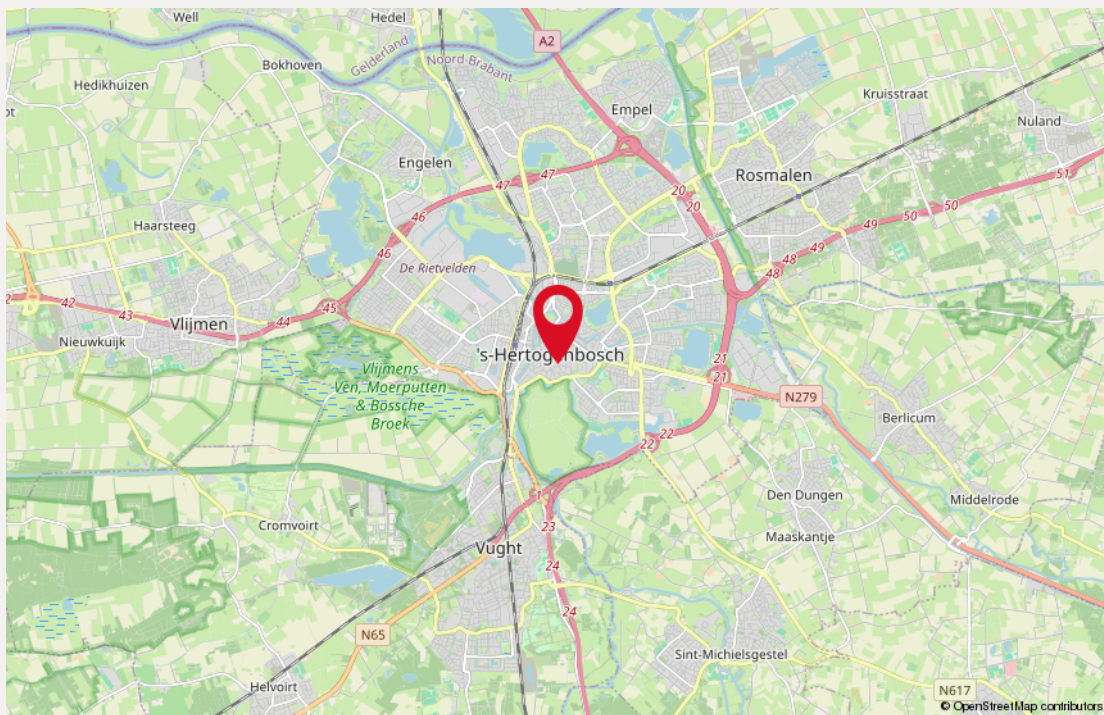 Well
Hedel
A2
Bokhoven
Gelderland
Noord-Brabant
Hedikhuizen
Empel
Kruisstraat
Nuland
Engelen
Rosmalen
47
47
20
20
51
50
50
49
49
48
48
46
46
Haarsteeg
De Rietvelden
42
43
44
45
Vlijmen
Nieuwkuijk
's-Hertogenbosch
Vlijmens
Ven, Moerputten
& Bossche
Broek
21
21
N279
Berlicum
22
22
1
23
24
24
Den Dungen
Middelrode
Maaskantje
Cromvoirt
Vught
N65
Sint-Michielsgestel
Helvoirt
N617
© OpenStreetMap contributors